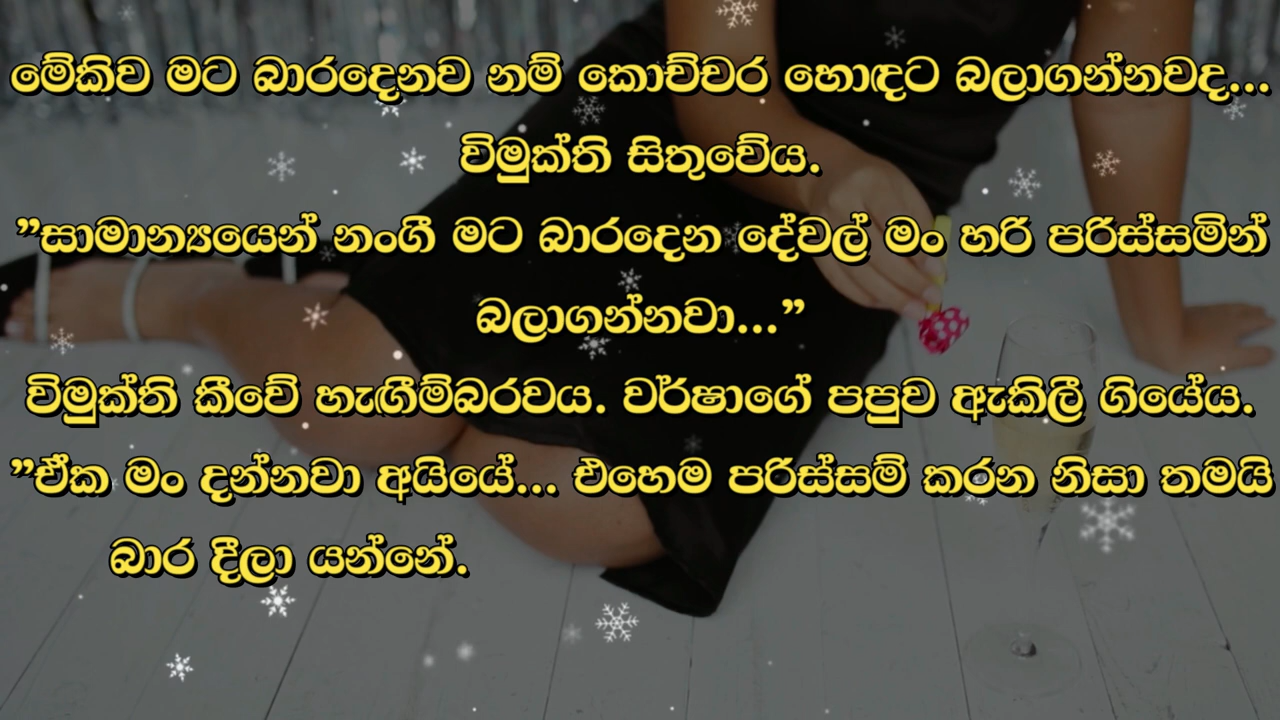 මේකිව මට බාරදෙනව නම් කොච්චර හොඳට බලාගන්නවද...
විමුක්ති සිතුවේය.
”සාමාන්‍යයෙන් නංගී මට බාරදෙන දේවල් මං හරි පරිස්සමින්
බලාගන්නවා...”
විමුක්ති කීවේ හැඟීම්බරවය. වර්ෂාගේ පපුව ඇකිලී ගියේය.
”ඒක මං දන්නවා අයියේ... එහෙම පරිස්සම් කරන නිසා තමයි
බාර දීලා යන්නේ.